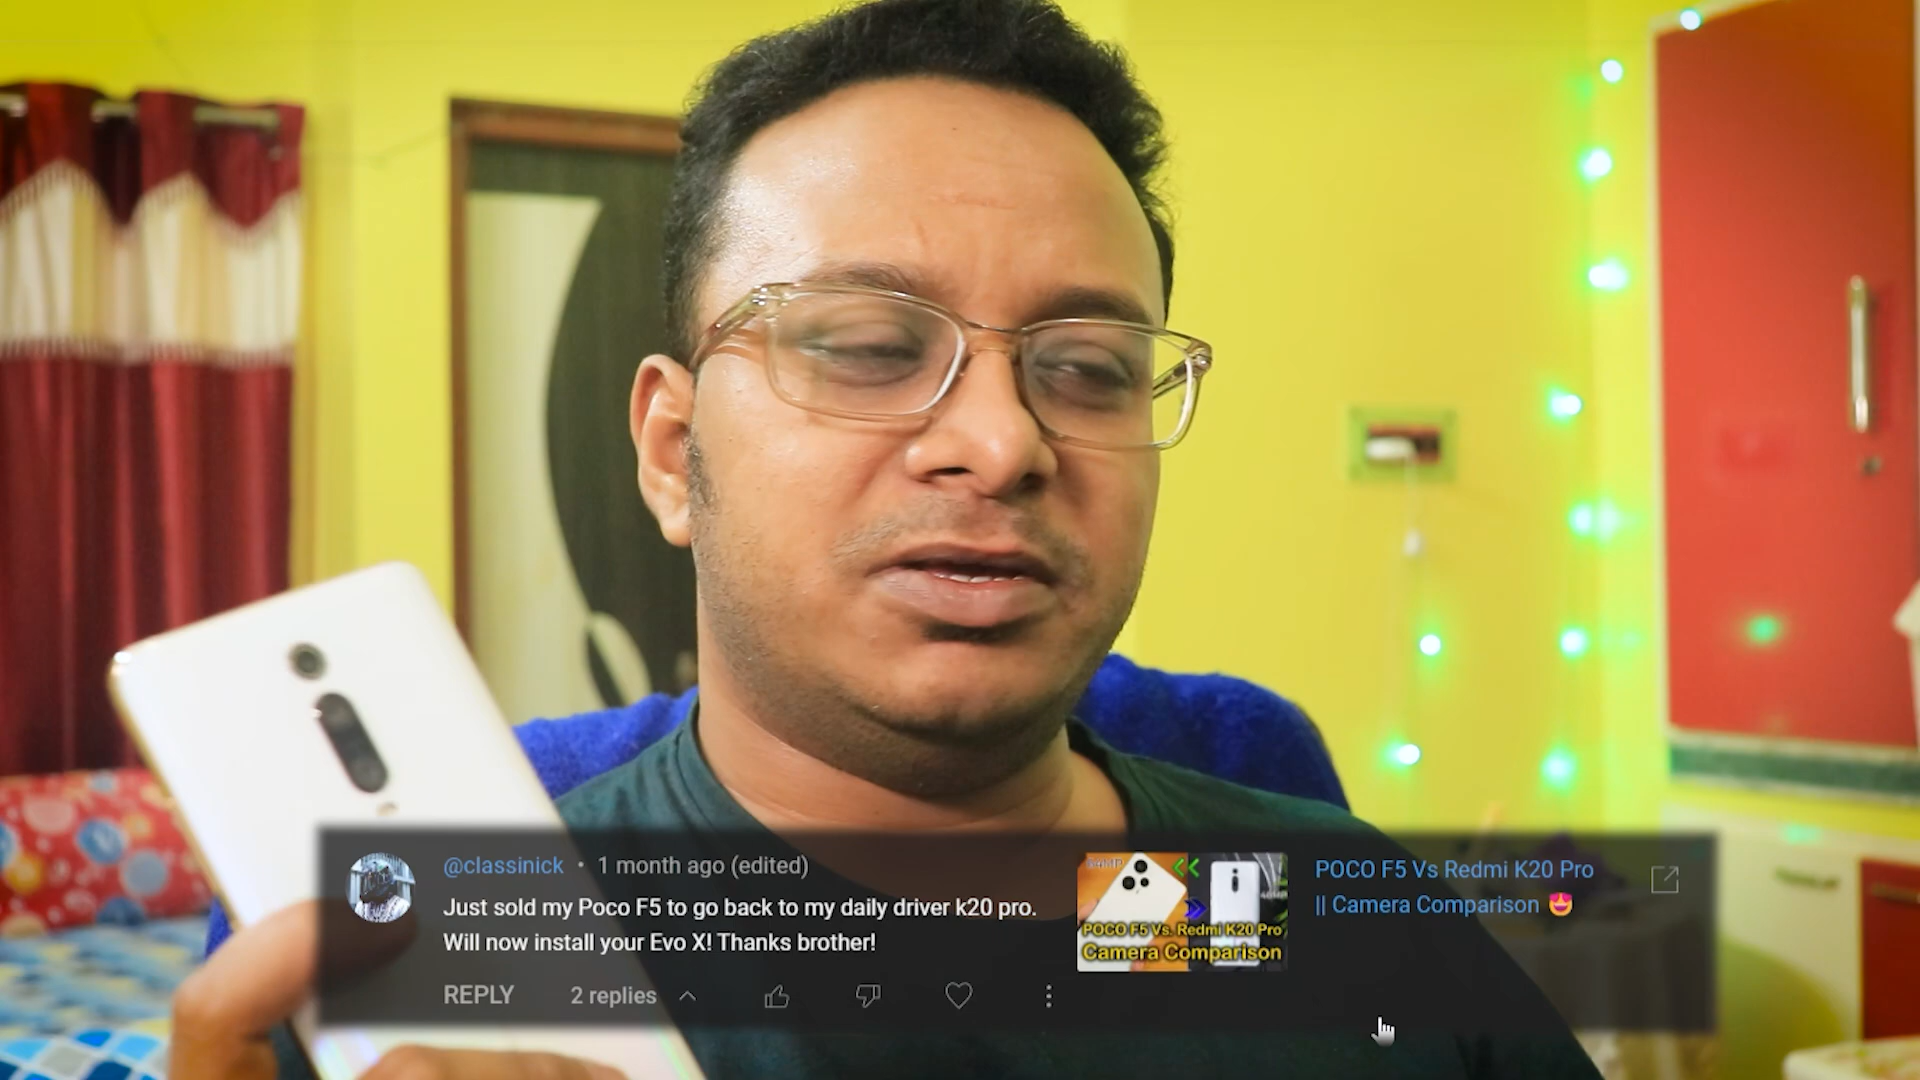 @classinick • 1 month ago (edited)
Just sold my Poco F5 to go back to my daily driver k20 pro.
Will now install your Evo X! Thanks brother!
REPLY 2 replies
64MP
48MP
POCO F5 Vs. Redmi K20 Pro
Camera Comparison
POCO F5 Vs Redmi K20 Pro
|| Camera Comparison 😍